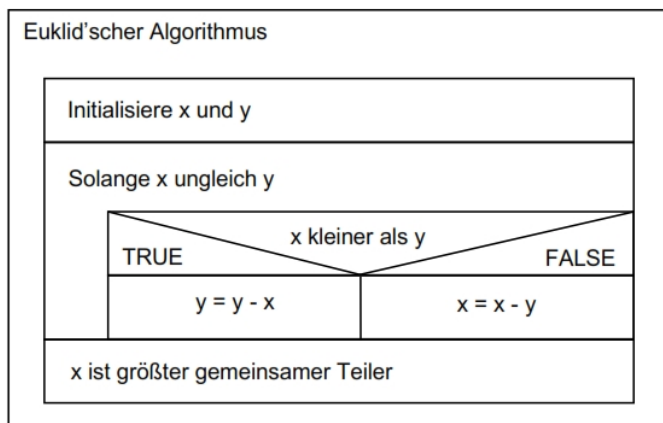 Euklid'scher Algorithmus
Initialisiere x und y
Solange x ungleich y
x kleiner als y
TRUE
FALSE
y = y - x
x = x - y
x ist größter gemeinsamer Teiler